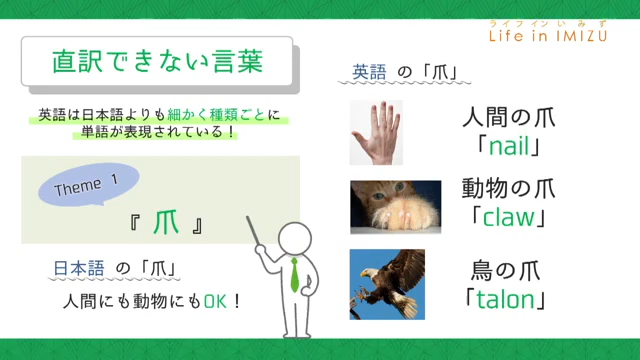 ライフインいみず
Life in IMIZU
直訳できない言葉
英語は日本語よりも細かく種類ごとに
単語が表現されている！
Theme 1
『 爪 』
日本語 の「爪」
人間にも動物にもOK！
英語 の「爪」
人間の爪
「nail」
動物の爪
「claw」
鳥の爪
「talon」